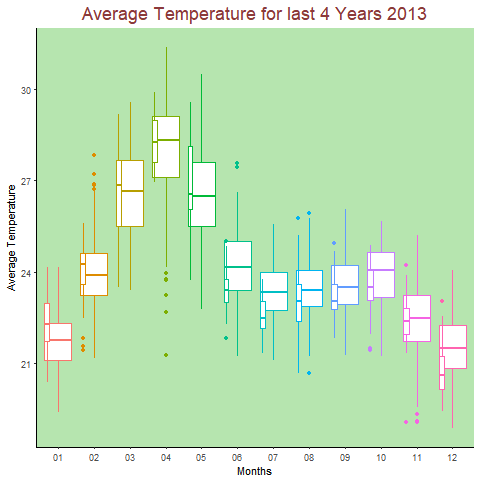 Average Temperature for last 4 Years 2013
30
27
24
21
Average Temperature
01 02 03 04 05 06 07 08 09 10 11 12
Months